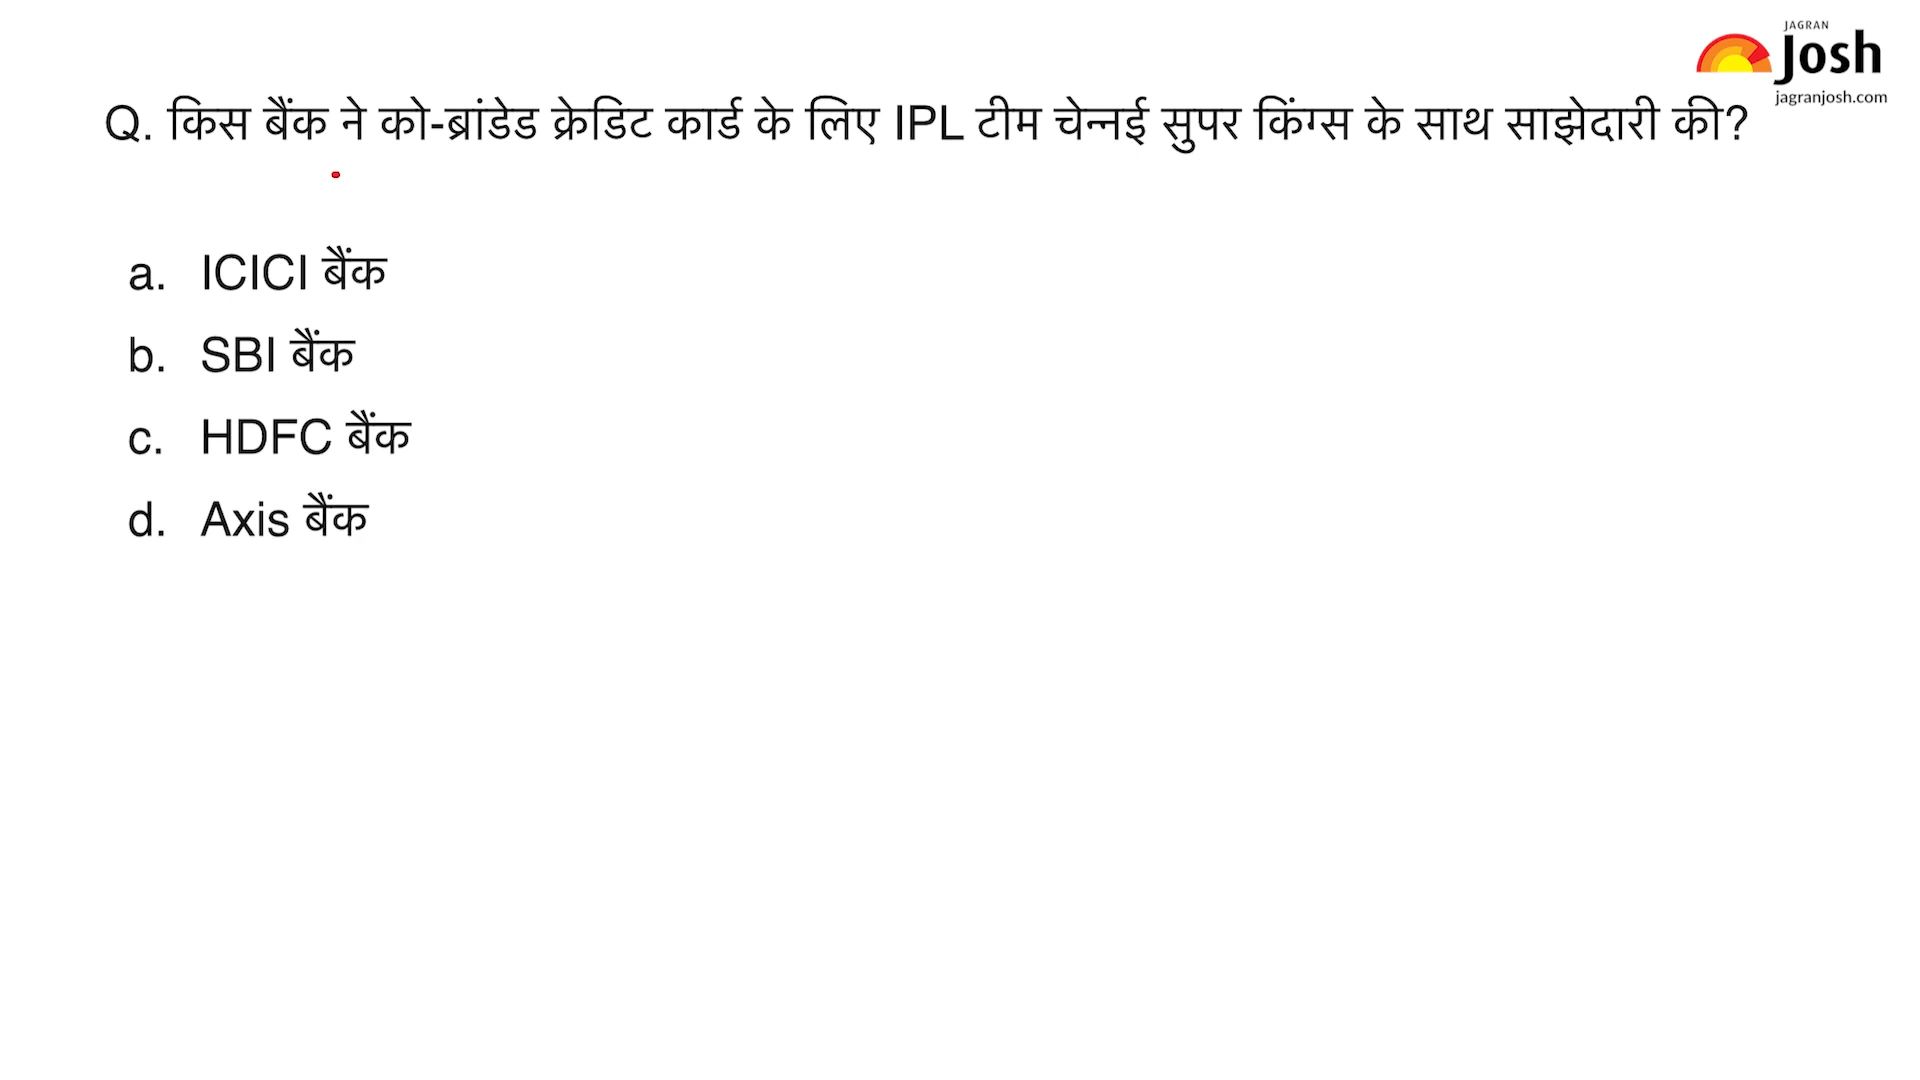 JAGRAN
Josh
jagranjosh.com
Q. किस बैंक ने को-ब्रांडेड क्रेडिट कार्ड के लिए IPL टीम चेन्नई सुपर किंग्स के साथ साझेदारी की?
a. ICICI बैंक
b. SBI बैंक
c. HDFC बैंक
d. Axis बैंक